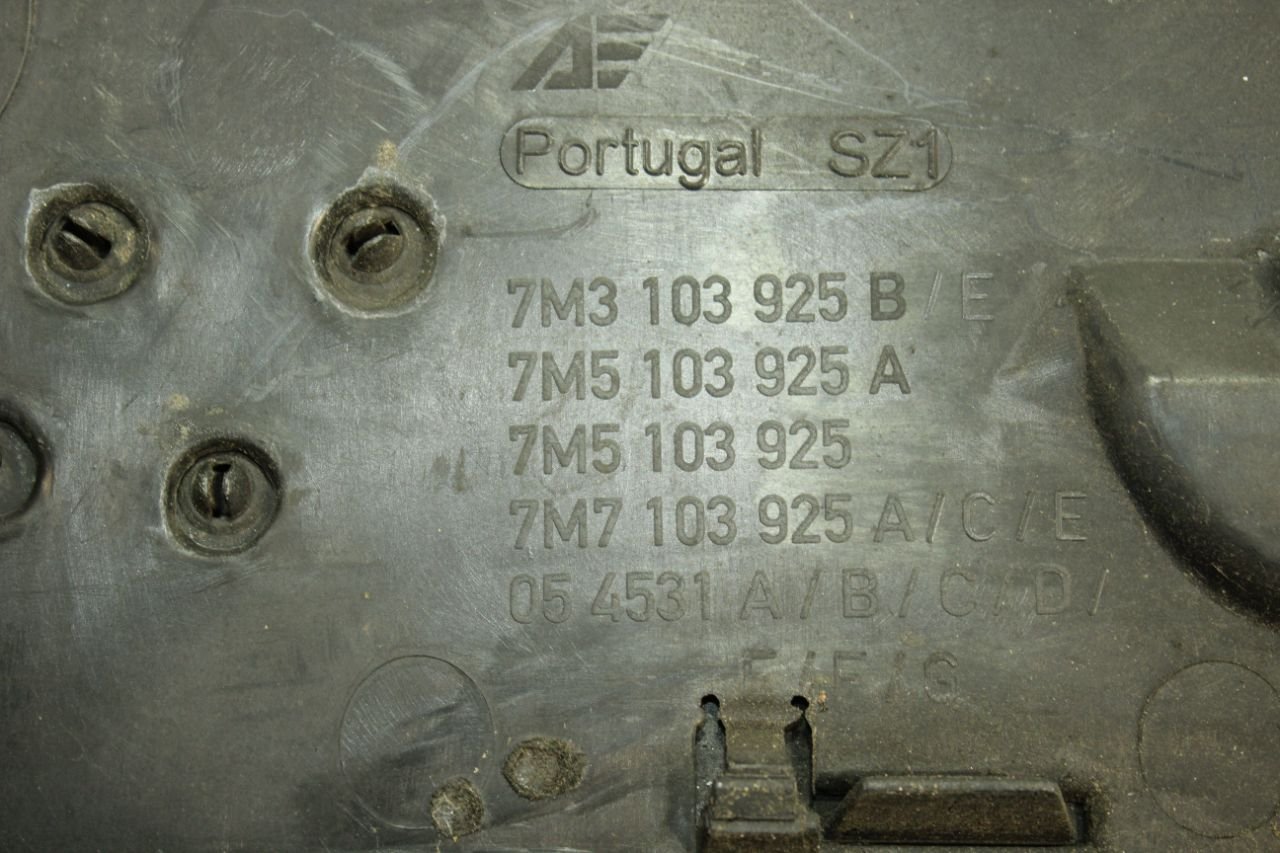 AE
Portugal SZ1
7M3 103 925 B / E
7M5 103 925 A
7M5 103 925
7M7 103 925 A / C / E
05 4531 A / B / C / D /
E / F / G